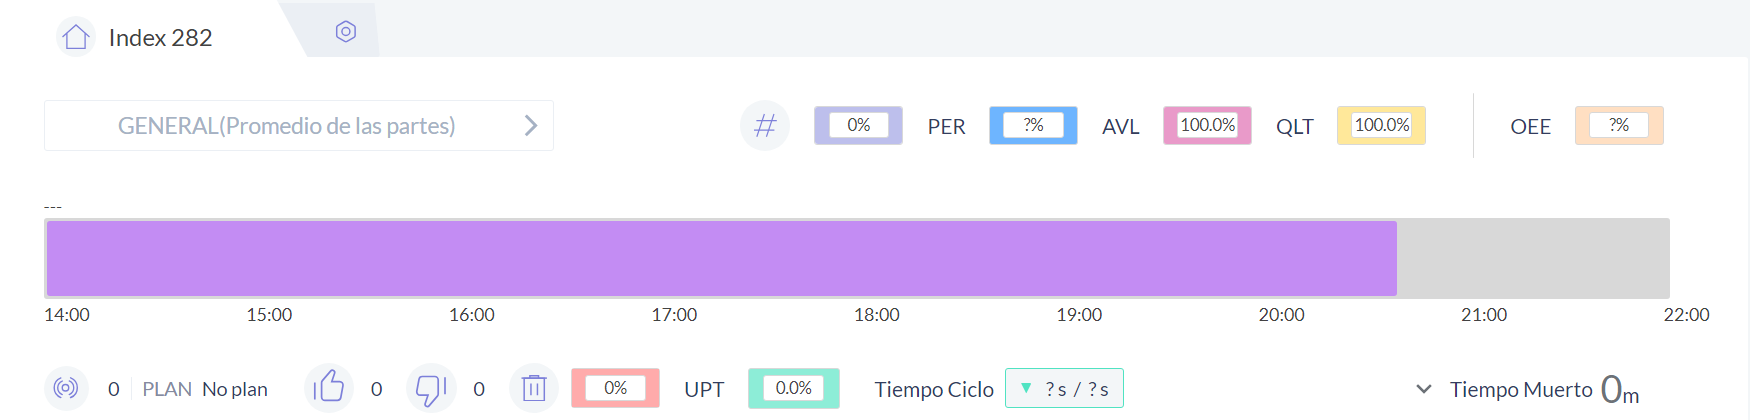 Index 282
GENERAL(Promedio de las partes)
# 0% PER ?% AVL 100.0% QLT 100.0% OEE ?%
---
14:00 15:00 16:00 17:00 18:00 19:00 20:00 21:00 22:00
0 PLAN No plan 0 0 0% UPT 0.0% Tiempo Ciclo ▼ ?s / ?s Tiempo Muerto 0m